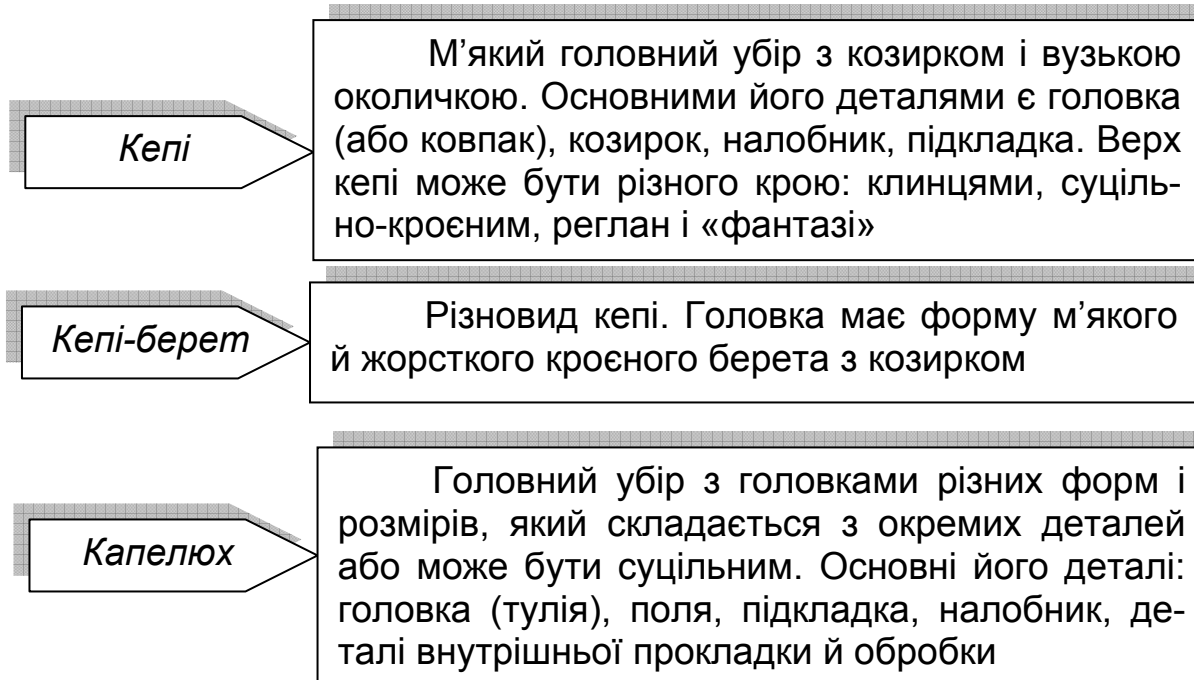 Кепі
М’який головний убір з козирком і вузькою
околичкою. Основними його деталями є головка
(або ковпак), козирок, налобник, підкладка. Верх
кепі може бути різного крою: клинцями, суціль-
но-кроєним, реглан і «фантазі»
Кепі-берет
Різновид кепі. Головка має форму м’якого
й жорсткого кроєного берета з козирком
Капелюх
Головний убір з головками різних форм і
розмірів, який складається з окремих деталей
або може бути суцільним. Основні його деталі:
головка (тулія), поля, підкладка, налобник, де-
талі внутрішньої прокладки й обробки